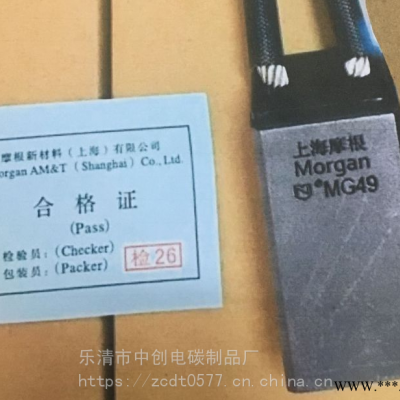 摩根新材料（上海）有限公司
organ AM&T (Shanghai) Co., Ltd.
合格证
(Pass)
检验员：(Checker)
包装员：(Packer)
检26
上海摩根
Morgan
MG49
乐清市中创电碳制品厂
https://zcdt0577.cn.china.cn
www.***